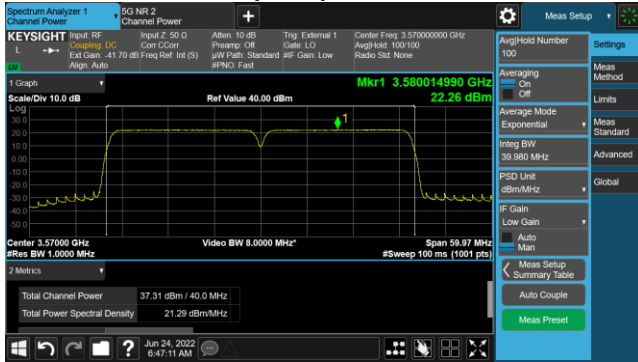 Spectrum Analyzer 1
Channel Power
5G NR 2
Channel Power
Meas Setup
KEYSIGHT
L
LM
Input: RF
Coupling: DC
Ext Gain: -41.70 dB
Align: Auto
Input Z: 50 Ω
Corr CCorr
Freq Ref: Int (S)
Atten: 10 dB
Preamp: Off
µW Path: Standard
#PNO: Fast
Trig: External 1
Gate: LO
#IF Gain: Low
Center Freq: 3.570000000 GHz
Avg|Hold: 100/100
Radio Std: None
1 Graph
Scale/Div 10.0 dB
Ref Value 40.00 dBm
Mkr1 3.580014990 GHz
22.26 dBm
Log
30.0
20.0
10.0
0.00
-10.0
-20.0
-30.0
-40.0
-50.0
1
Center 3.57000 GHz
#Res BW 1.0000 MHz
Video BW 8.0000 MHz*
Span 59.97 MHz
#Sweep 100 ms (1001 pts)
2 Metrics
Total Channel Power 37.31 dBm / 40.0 MHz
Total Power Spectral Density 21.29 dBm/MHz
Jun 24, 2022
6:47:11 AM
?
Avg|Hold Number
100
Averaging
On
Off
Average Mode
Exponential
Integ BW
39.980 MHz
PSD Unit
dBm/MHz
IF Gain
Low Gain
Auto
Man
Meas Setup
Summary Table
Auto Couple
Meas Preset
Settings
Meas
Method
Limits
Meas
Standard
Advanced
Global